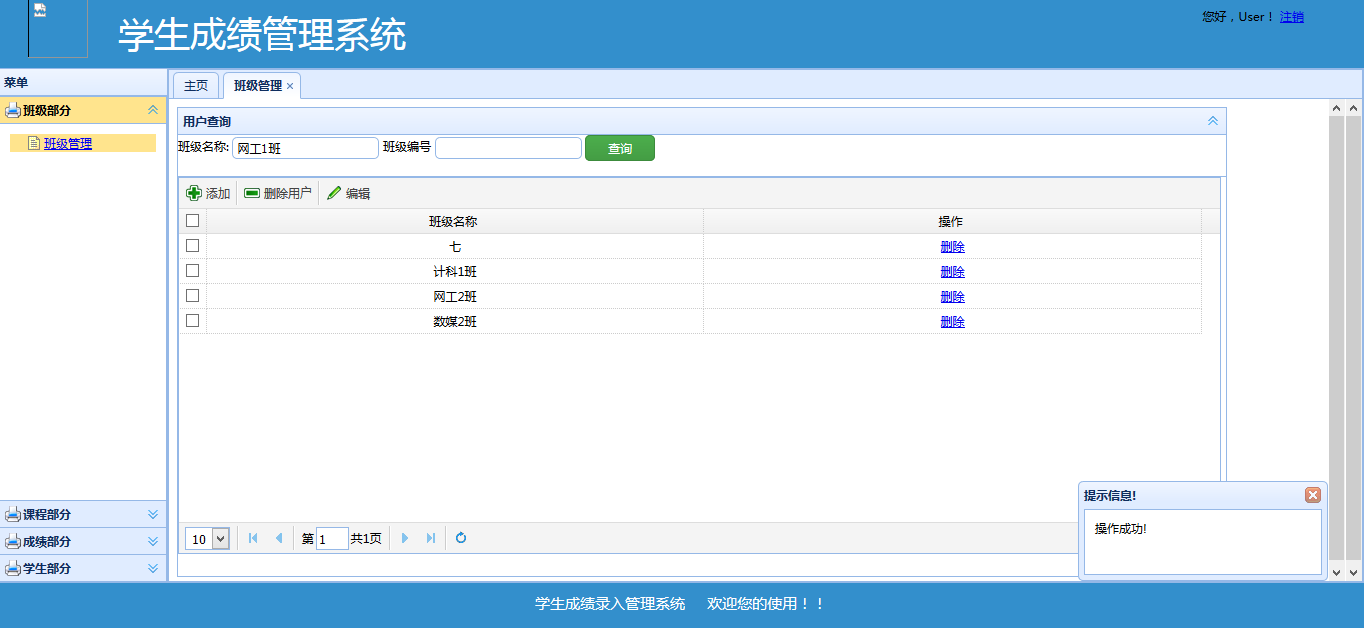 学生成绩管理系统
您好，User！ 注销
菜单
班级部分
班级管理
课程部分
成绩部分
学生部分
主页 班级管理
用户查询
班级名称: 网工1班 班级编号 查询
添加 删除用户 编辑
班级名称 操作
七 删除
计科1班 删除
网工2班 删除
数媒2班 删除
10 第 1 共1页
提示信息!
操作成功!
学生成绩录入管理系统 欢迎您的使用！！